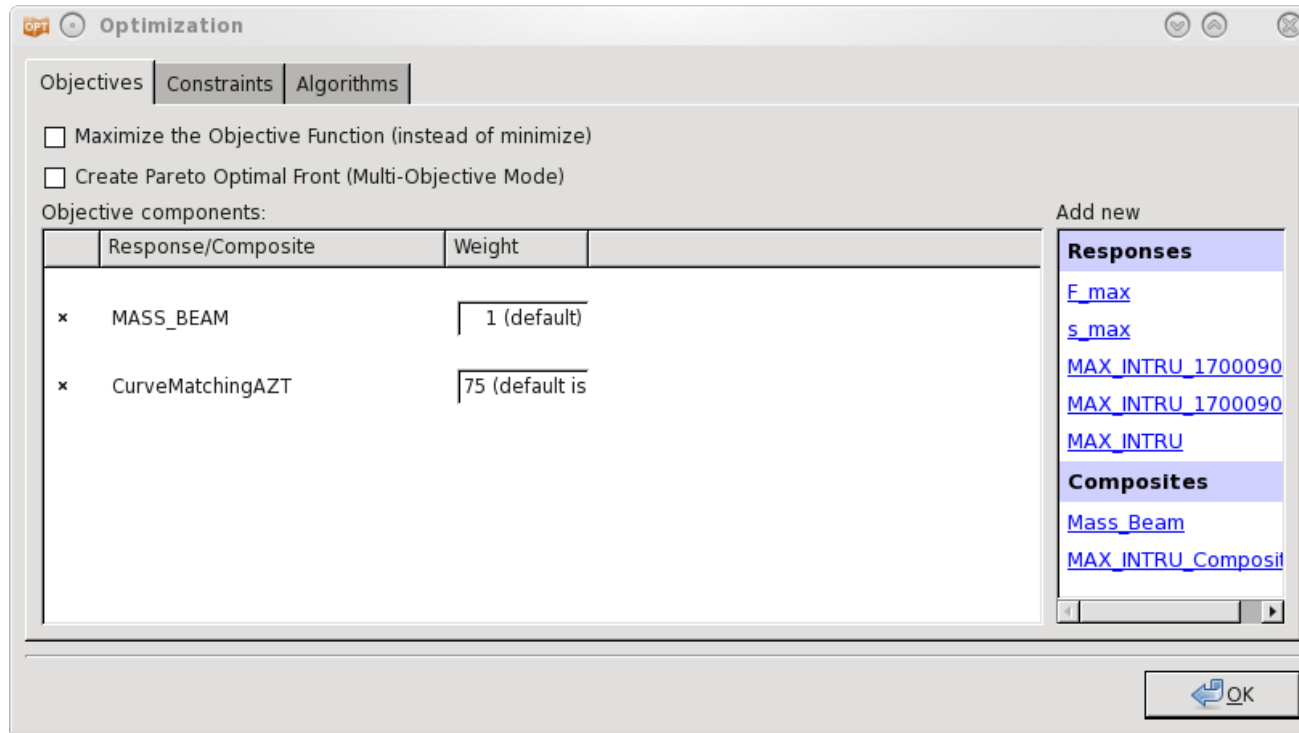 OPT Optimization
Objectives Constraints Algorithms
Maximize the Objective Function (instead of minimize)
Create Pareto Optimal Front (Multi-Objective Mode)
Objective components:
Add new
Response/Composite Weight
Responses
F_max
MASS_BEAM 1 (default)
s_max
MAX_INTRU_1700090
CurveMatchingAZT 75 (default is
MAX_INTRU_1700090
MAX_INTRU
Composites
Mass_Beam
MAX_INTRU_Composit
OK